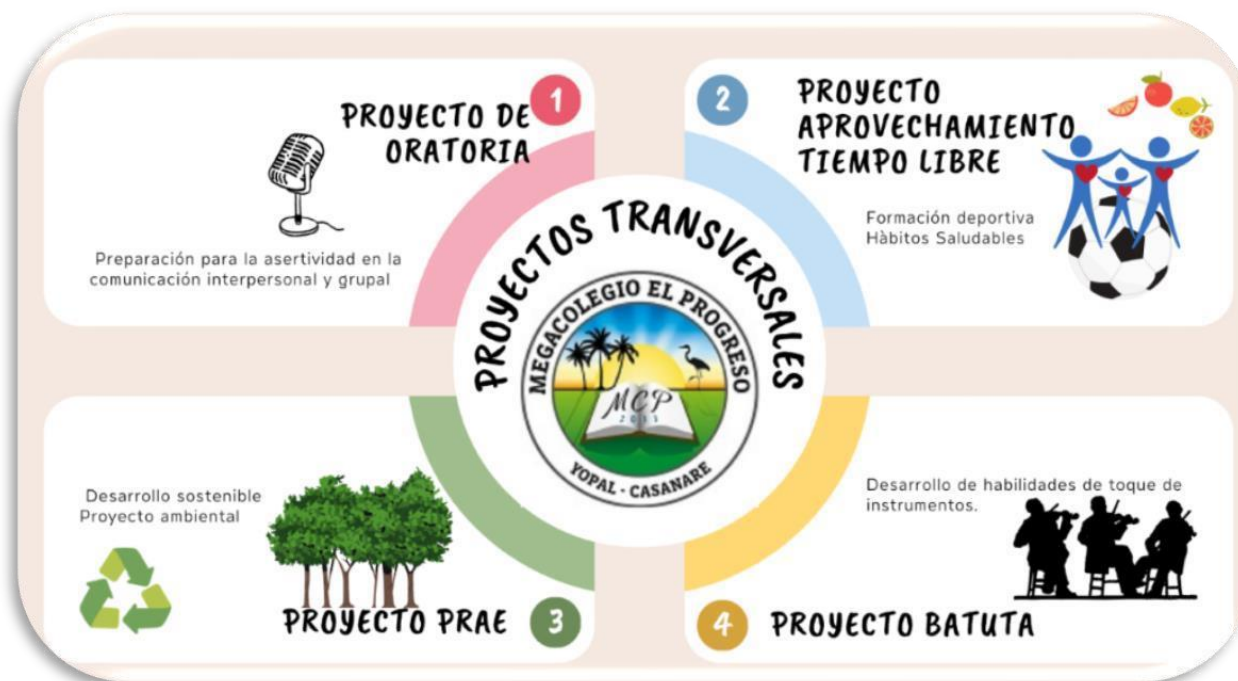 1
PROYECTO DE
ORATORIA
Preparación para la asertividad en la
comunicación interpersonal y grupal
2
PROYECTO
APROVECHAMIENTO
TIEMPO LIBRE
Formación deportiva
Hàbitos Saludables
PROYECTOS TRANSVERSALES
MEGACOLEGIO EL PROGRESO
MCP
2011
YOPAL - CASANARE
Desarrollo sostenible
Proyecto ambiental
PROYECTO PRAE
3
Desarrollo de habilidades de toque de
instrumentos.
4
PROYECTO BATUTA